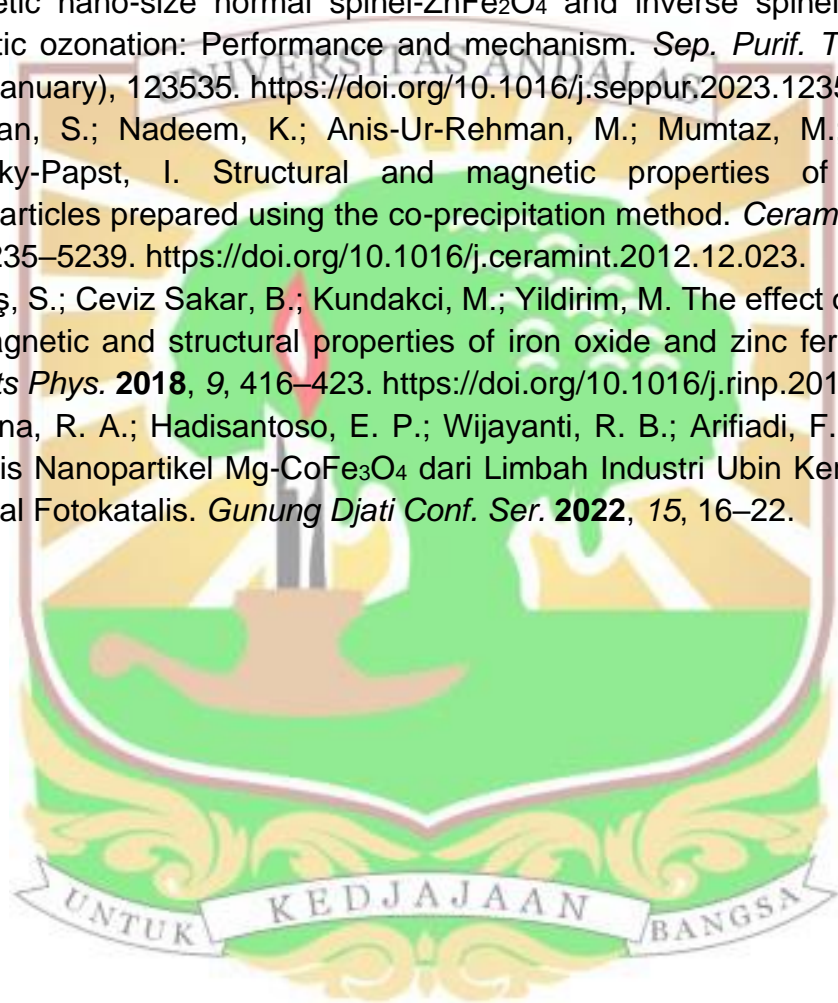 etic nano-size normal spinel-ZnFe₂O₄ and inverse spinel
tic ozonation: Performance and mechanism. Sep. Purif. T
anuary), 123535. https://doi.org/10.1016/j.seppur.2023.1235
UNIVERSITAS ANDALAS
an, S.; Nadeem, K.; Anis-Ur-Rehman, M.; Mumtaz, M.
ky-Papst, I. Structural and magnetic properties of
articles prepared using the co-precipitation method. Ceram
235–5239. https://doi.org/10.1016/j.ceramint.2012.12.023.
ş, S.; Ceviz Sakar, B.; Kundakci, M.; Yildirim, M. The effect o
agnetic and structural properties of iron oxide and zinc fer
ts Phys. 2018, 9, 416–423. https://doi.org/10.1016/j.rinp.201
na, R. A.; Hadisantoso, E. P.; Wijayanti, R. B.; Arifiadi, F.
is Nanopartikel Mg-CoFe₃O₄ dari Limbah Industri Ubin Ker
al Fotokatalis. Gunung Djati Conf. Ser. 2022, 15, 16–22.
UNTUK KEDJAJAAN BANGSA